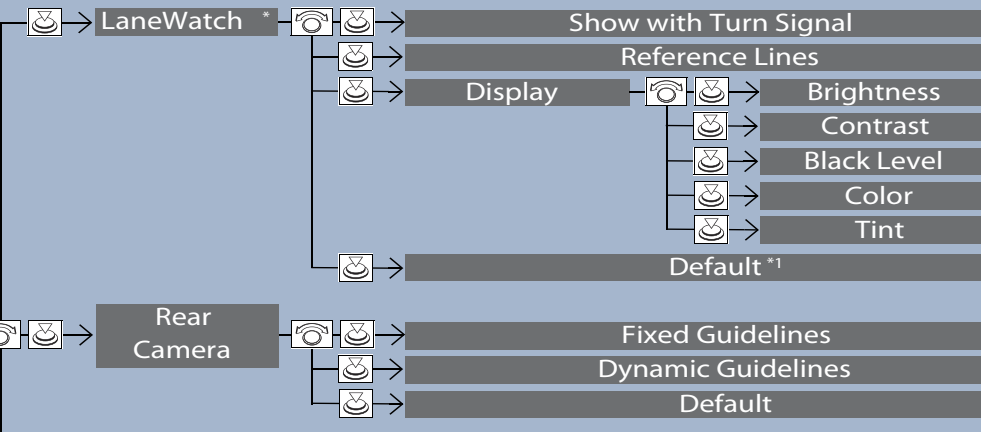 LaneWatch *
Show with Turn Signal
Reference Lines
Display
Brightness
Contrast
Black Level
Color
Tint
Default *1
Rear
Camera
Fixed Guidelines
Dynamic Guidelines
Default